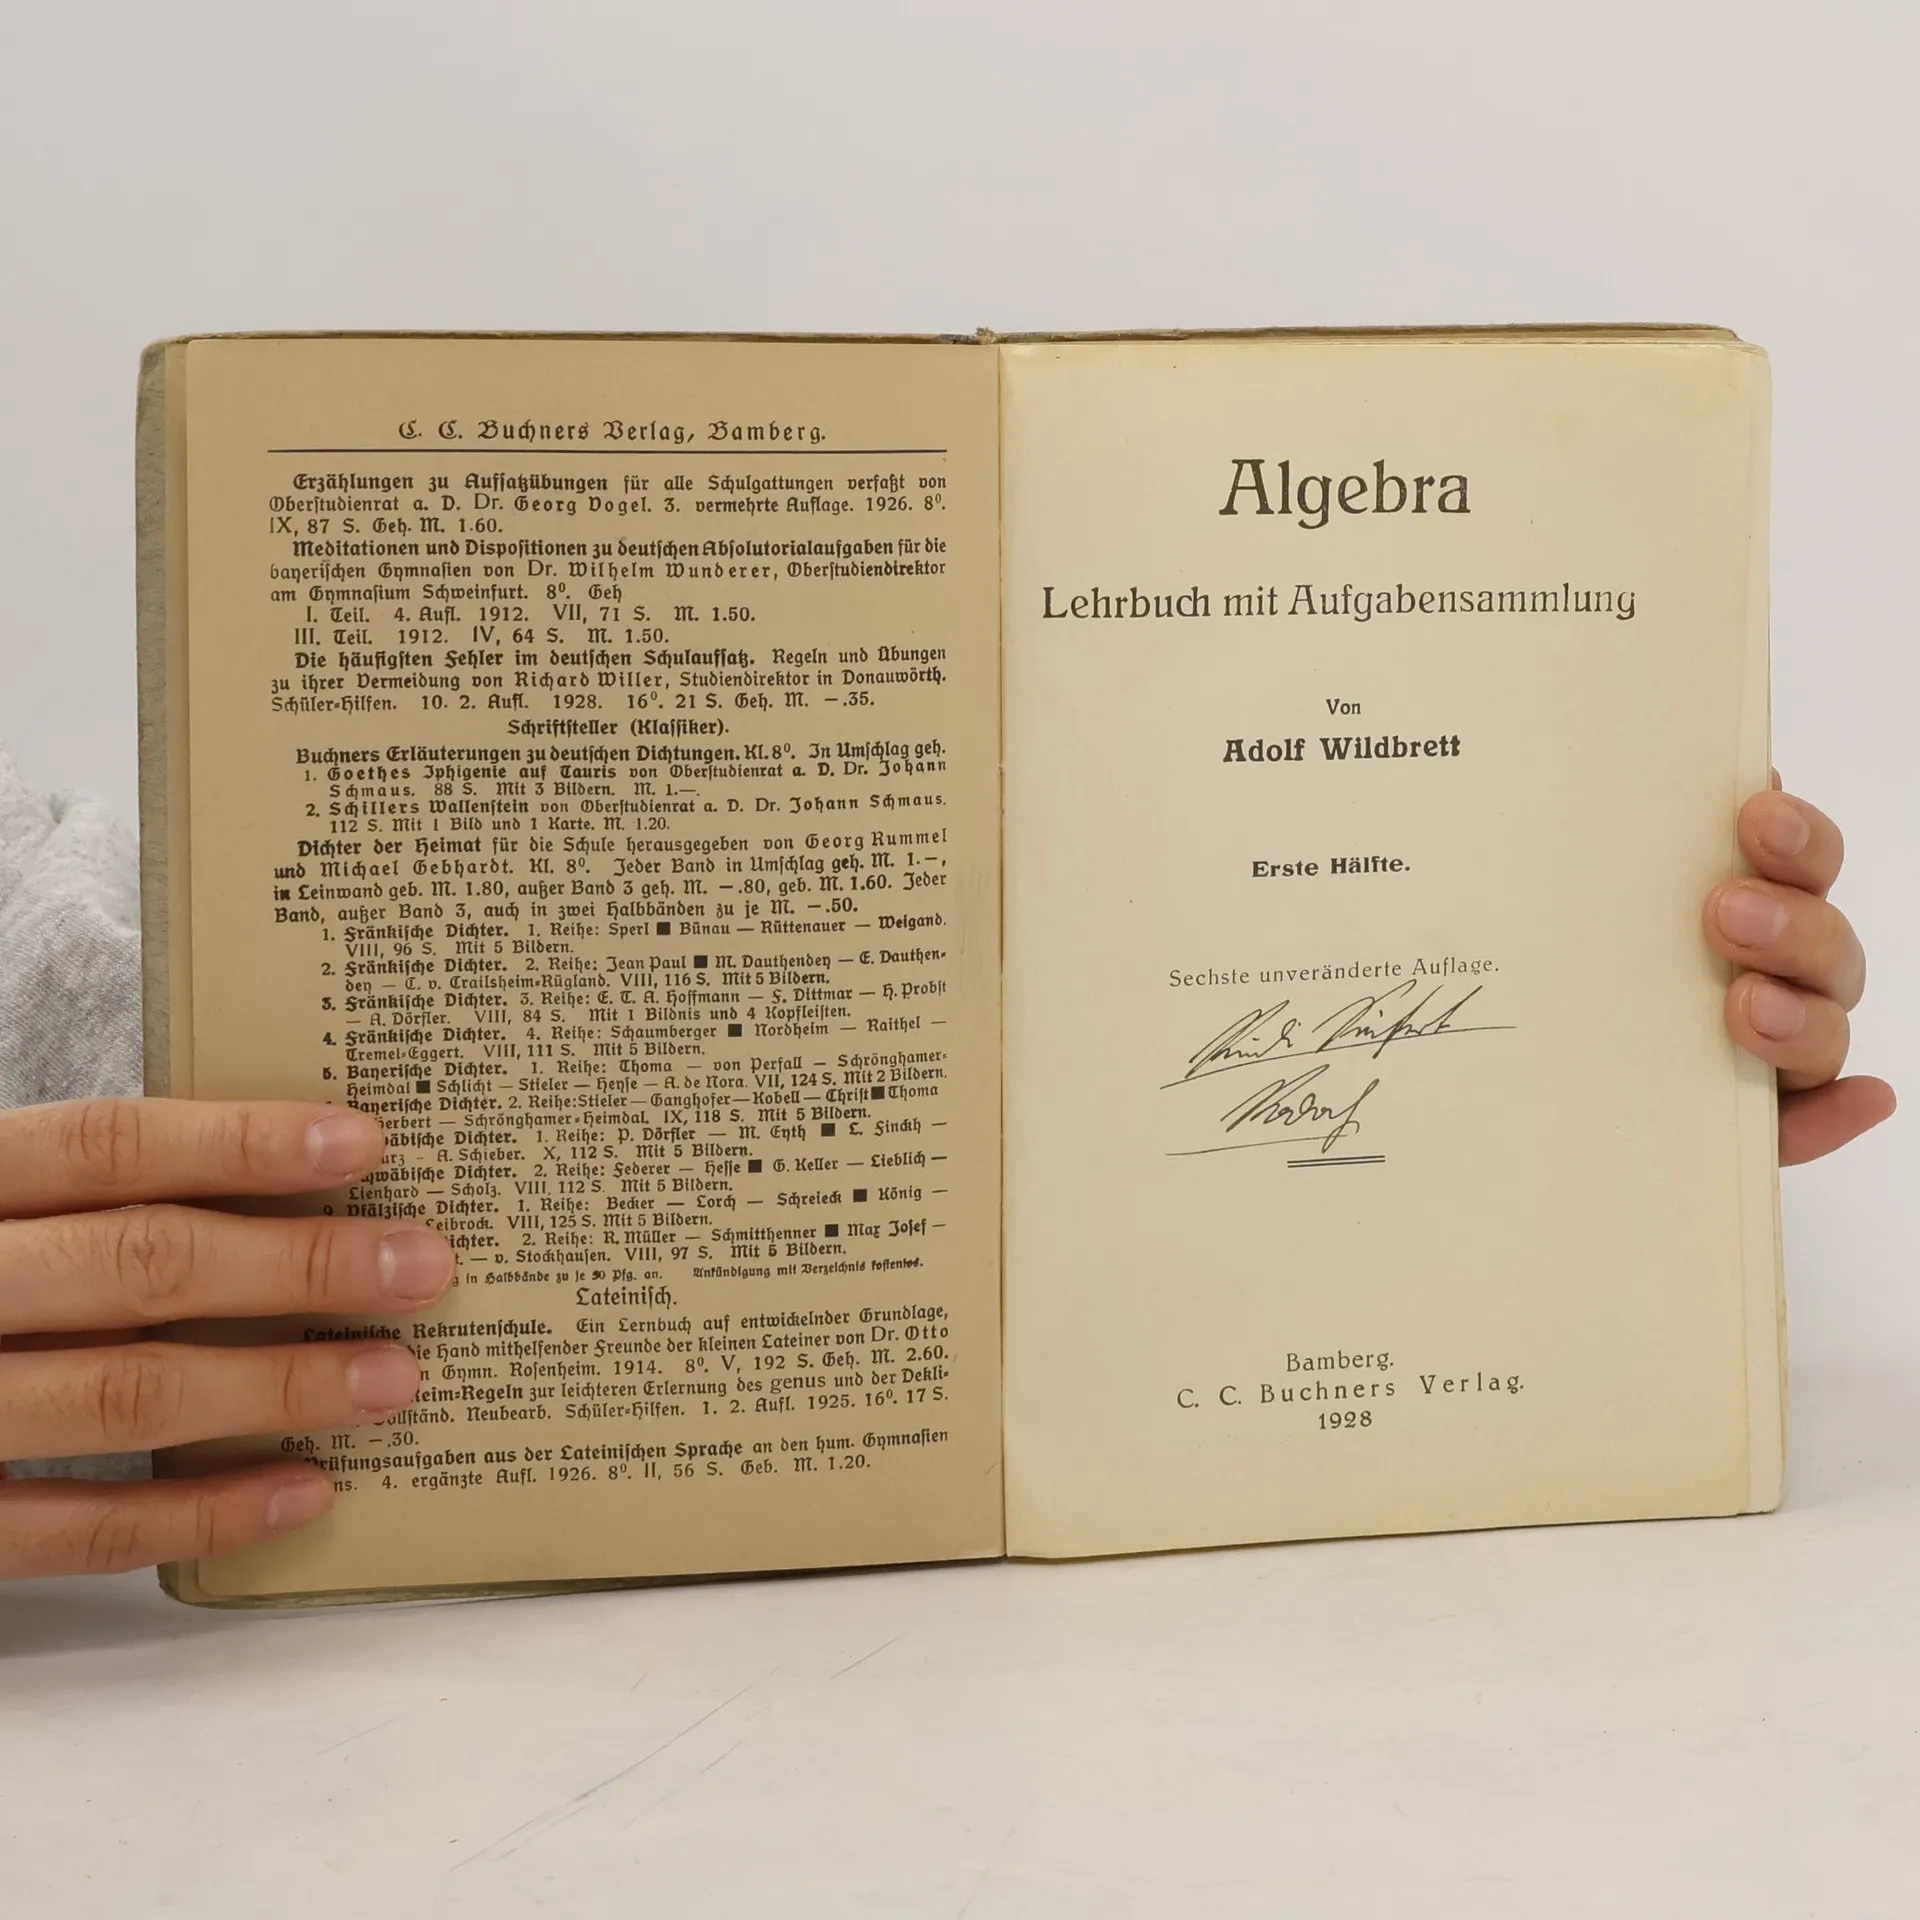 C. C. Buchners Verlag, Bamberg.
Erzählungen zu Aufsatzübungen für alle Schulgattungen verfaßt von
Oberstudienrat a. D. Dr. Georg Vogel. 3. vermehrte Auflage. 1926. 8⁰.
IX, 87 S. Geh. M. 1.60.
Meditationen und Dispositionen zu deutschen Absolutorialaufgaben für die
bayerischen Gymnasien von Dr. Wilhelm Wunderer, Oberstudiendirektor
am Gymnasium Schweinfurt. 8⁰. Geh
I. Teil. 4. Aufl. 1912. VII, 71 S. M. 1.50.
III. Teil. 1912. IV, 64 S. M. 1.50.
Die häufigsten Fehler im deutschen Schulaufsatz. Regeln und Übungen
zu ihrer Vermeidung von Richard Willer, Studiendirektor in Donauwörth.
Schüler-Hilfen. 10. 2. Aufl. 1928. 16⁰. 21 S. Geh. M. —.35.
Schriftsteller (Klassiker).
Buchners Erläuterungen zu deutschen Dichtungen. Kl. 8⁰. In Umschlag geh.
1. Goethes Iphigenie auf Tauris von Oberstudienrat a. D. Dr. Johann
Schmaus. 88 S. Mit 3 Bildern. M. 1.—.
2. Schillers Wallenstein von Oberstudienrat a. D. Dr. Johann Schmaus.
112 S. Mit 1 Bild und 1 Karte. M. 1.20.
Dichter der Heimat für die Schule herausgegeben von Georg Rummel
und Michael Gebhardt. Kl. 8⁰. Jeder Band in Umschlag geh. M. 1.—,
in Leinwand geb. M. 1.80, außer Band 3 geh. M. —.80, geb. M. 1.60. Jeder
Band, außer Band 3, auch in zwei Halbbänden zu je M. —.50.
1. Fränkische Dichter. 1. Reihe: Sperl ■ Bünau — Rüttenauer — Weigand.
VIII, 96 S. Mit 5 Bildern.
2. Fränkische Dichter. 2. Reihe: Jean Paul ■ M. Dauthendey — E. Dauthen-
dey — C. v. Crailsheim-Rügland. VIII, 116 S. Mit 5 Bildern.
3. Fränkische Dichter. 3. Reihe: E. T. A. Hoffmann — F. Dittmar — H. Probst
— A. Dörfler. VIII, 84 S. Mit 1 Bildnis und 4 Kopfleisten.
4. Fränkische Dichter. 4. Reihe: Schaumberger ■ Nordheim — Raithel —
Tremel-Eggert. VIII, 111 S. Mit 5 Bildern.
5. Bayerische Dichter. 1. Reihe: Thoma — von Perfall — Schrönghamer-
Heimdal ■ Schlicht — Stieler — Heyse — A. de Nora. VII, 124 S. Mit 2 Bildern.
Bayerische Dichter. 2. Reihe: Stieler — Ganghofer — Kobell — Christ ■ Thoma
Herbert — Schrönghamer-Heimdal. IX, 118 S. Mit 5 Bildern.
äbische Dichter. 1. Reihe: P. Dörfler — M. Eyth ■ L. Finckh —
urz — A. Schieber. X, 112 S. Mit 5 Bildern.
wäbische Dichter. 2. Reihe: Federer — Hesse ■ G. Keller — Lieblich —
Lienhard — Scholz. VIII, 112 S. Mit 5 Bildern.
9. Pfälzische Dichter. 1. Reihe: Becker — Lorch — Schreieck ■ König —
Leibrock. VIII, 125 S. Mit 5 Bildern.
ichter. 2. Reihe: R. Müller — Schmitthenner ■ Max Josef —
t. — v. Stockhausen. VIII, 97 S. Mit 5 Bildern.
g in Halbbände zu je 50 Pfg. an. Ankündigung mit Verzeichnis kostenlos.
Lateinisch.
Lateinische Rekrutenschule. Ein Lernbuch auf entwickelnder Grundlage,
die Hand mithelfender Freunde der kleinen Lateiner von Dr. Otto
n Gymn. Rosenheim. 1914. 8⁰. V, 192 S. Geh. M. 2.60.
eim-Regeln zur leichteren Erlernung des genus und der Dekli-
ollständ. Neubearb. Schüler-Hilfen. 1. 2. Aufl. 1925. 16⁰. 17 S.
Geh. M. —.30.
rüfungsaufgaben aus der Lateinischen Sprache an den hum. Gymnasien
ns. 4. ergänzte Aufl. 1926. 8⁰. II, 56 S. Geb. M. 1.20.
Algebra
Lehrbuch mit Aufgabensammlung
Von
Adolf Wildbrett
Erste Hälfte.
Sechste unveränderte Auflage.
Bamberg.
C. C. Buchners Verlag.
1928